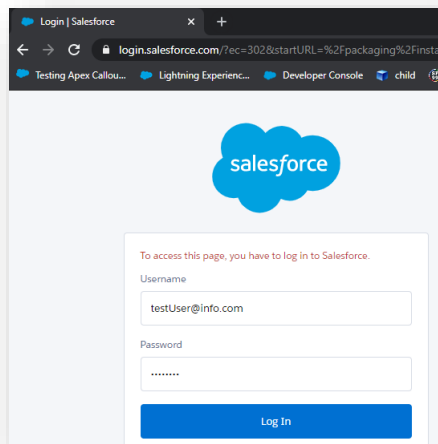 Login | Salesforce
login.salesforce.com/?ec=302&startURL=%2Fpackaging%2Finsta
Testing Apex Callou... Lightning Experienc... Developer Console child
salesforce
To access this page, you have to log in to Salesforce.
Username
testUser@info.com
Password
........
Log In